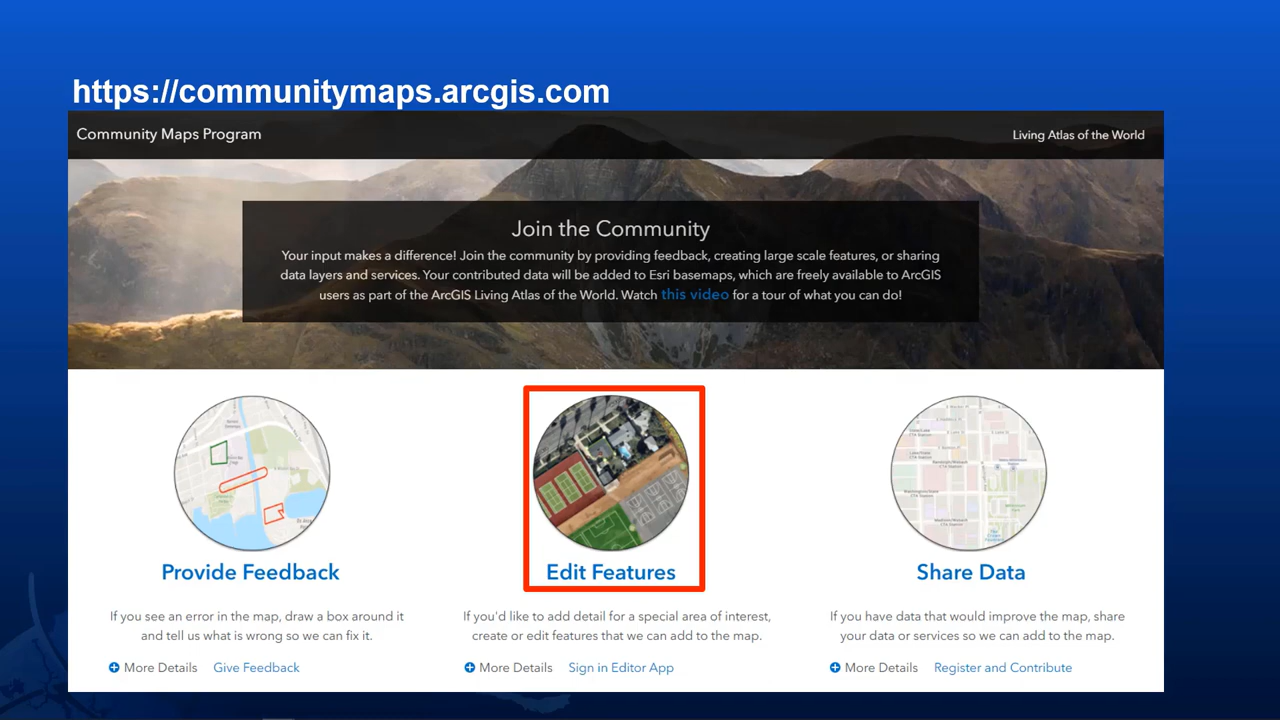 https://communitymaps.arcgis.com
Community Maps Program
Living Atlas of the World
Join the Community
Your input makes a difference! Join the community by providing feedback, creating large scale features, or sharing
data layers and services. Your contributed data will be added to Esri basemaps, which are freely available to ArcGIS
users as part of the ArcGIS Living Atlas of the World. Watch this video for a tour of what you can do!
Provide Feedback
If you see an error in the map, draw a box around it
and tell us what is wrong so we can fix it.
More Details Give Feedback
Edit Features
If you'd like to add detail for a special area of interest,
create or edit features that we can add to the map.
More Details Sign in Editor App
Share Data
If you have data that would improve the map, share
your data or services so we can add to the map.
More Details Register and Contribute